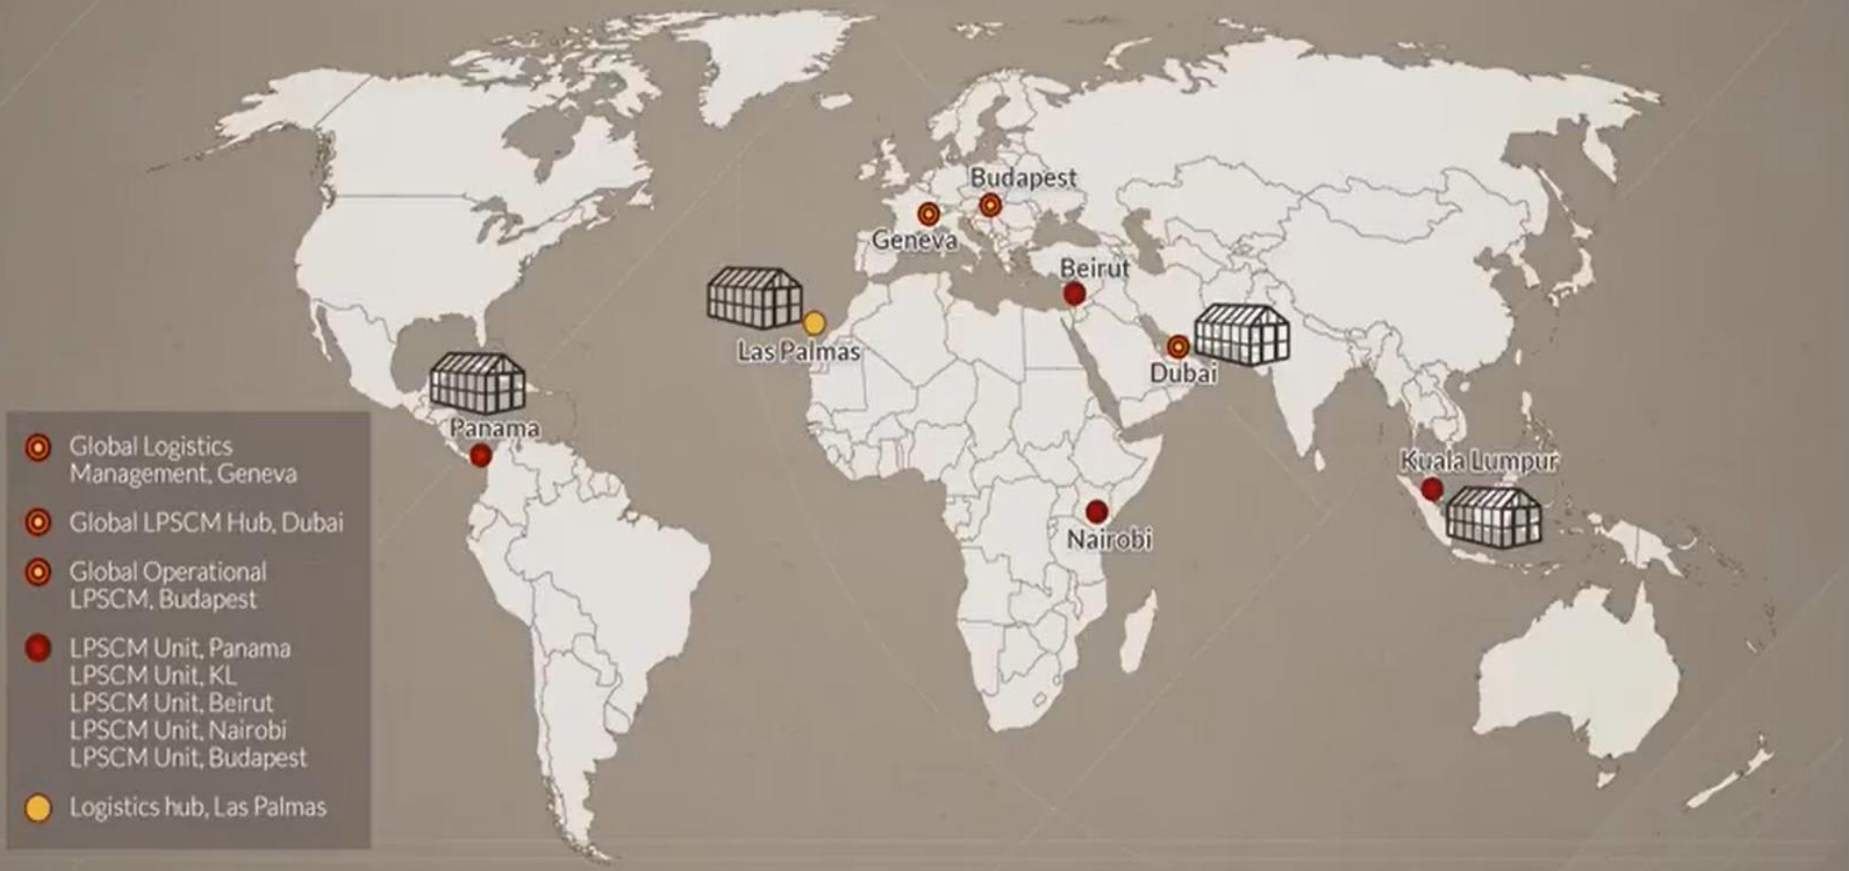 Budapest
Geneva
Beirut
Las Palmas
Dubai
Panama
Kuala Lumpur
Nairobi
Global Logistics
Management, Geneva
Global LPSCM Hub, Dubai
Global Operational
LPSCM, Budapest
LPSCM Unit, Panama
LPSCM Unit, KL
LPSCM Unit, Beirut
LPSCM Unit, Nairobi
LPSCM Unit, Budapest
Logistics hub, Las Palmas